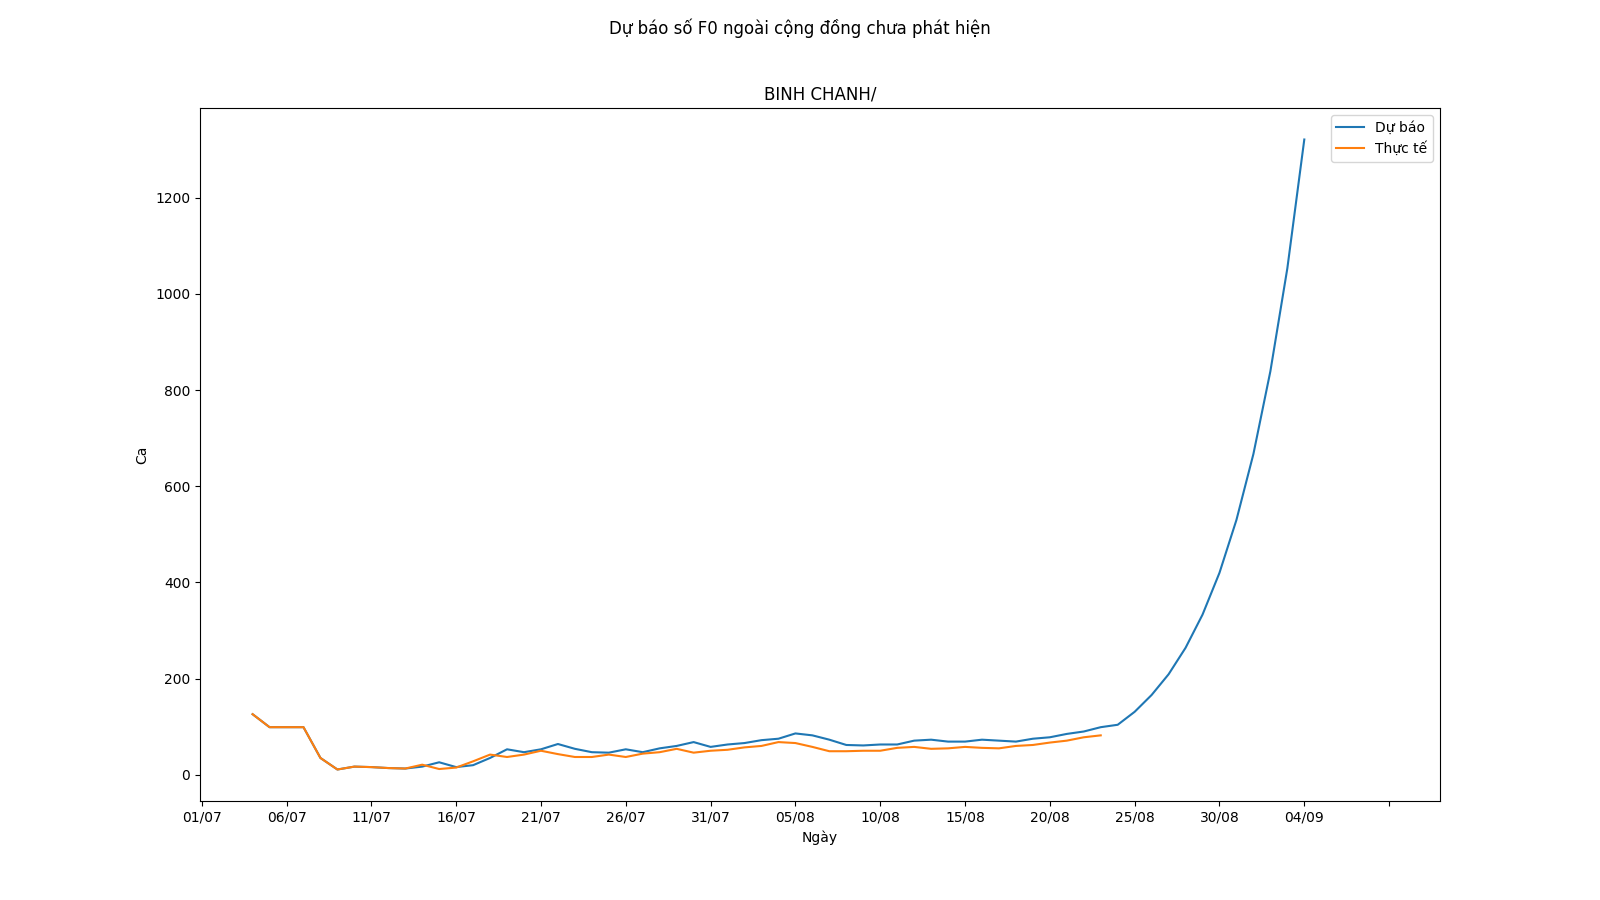 Dự báo số F0 ngoài cộng đồng chưa phát hiện
BINH CHANH/
Dự báo
Thực tế
1200
1000
800
600
400
200
0
Ca
01/07 06/07 11/07 16/07 21/07 26/07 31/07 05/08 10/08 15/08 20/08 25/08 30/08 04/09
Ngày